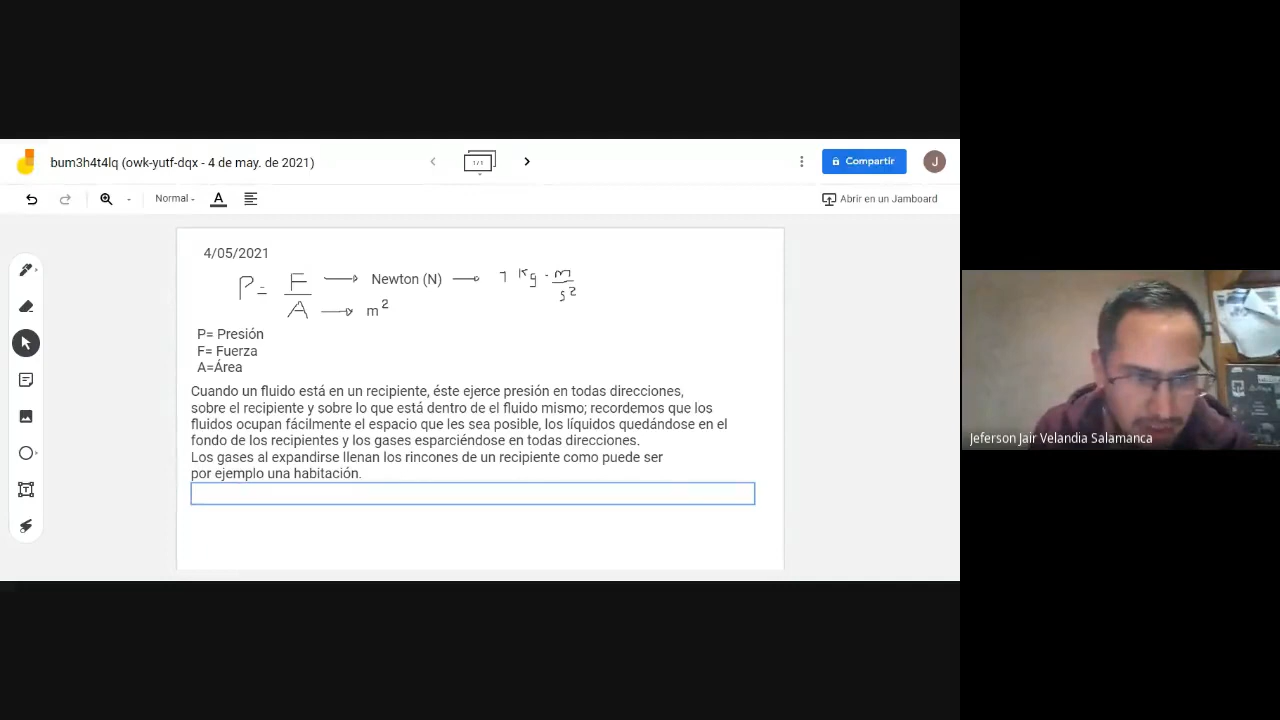 bum3h4t4lq (owk-yutf-dqx - 4 de may. de 2021)
1/1
Compartir
J
Normal
A
Abrir en un Jamboard
4/05/2021
P= F → Newton (N) → 1 Kg · m
A → m² s²
P= Presión
F= Fuerza
A=Área
Cuando un fluido está en un recipiente, éste ejerce presión en todas direcciones,
sobre el recipiente y sobre lo que está dentro de el fluido mismo; recordemos que los
fluidos ocupan fácilmente el espacio que les sea posible, los líquidos quedándose en el
fondo de los recipientes y los gases esparciéndose en todas direcciones.
Los gases al expandirse llenan los rincones de un recipiente como puede ser
por ejemplo una habitación.
Jeferson Jair Velandia Salamanca